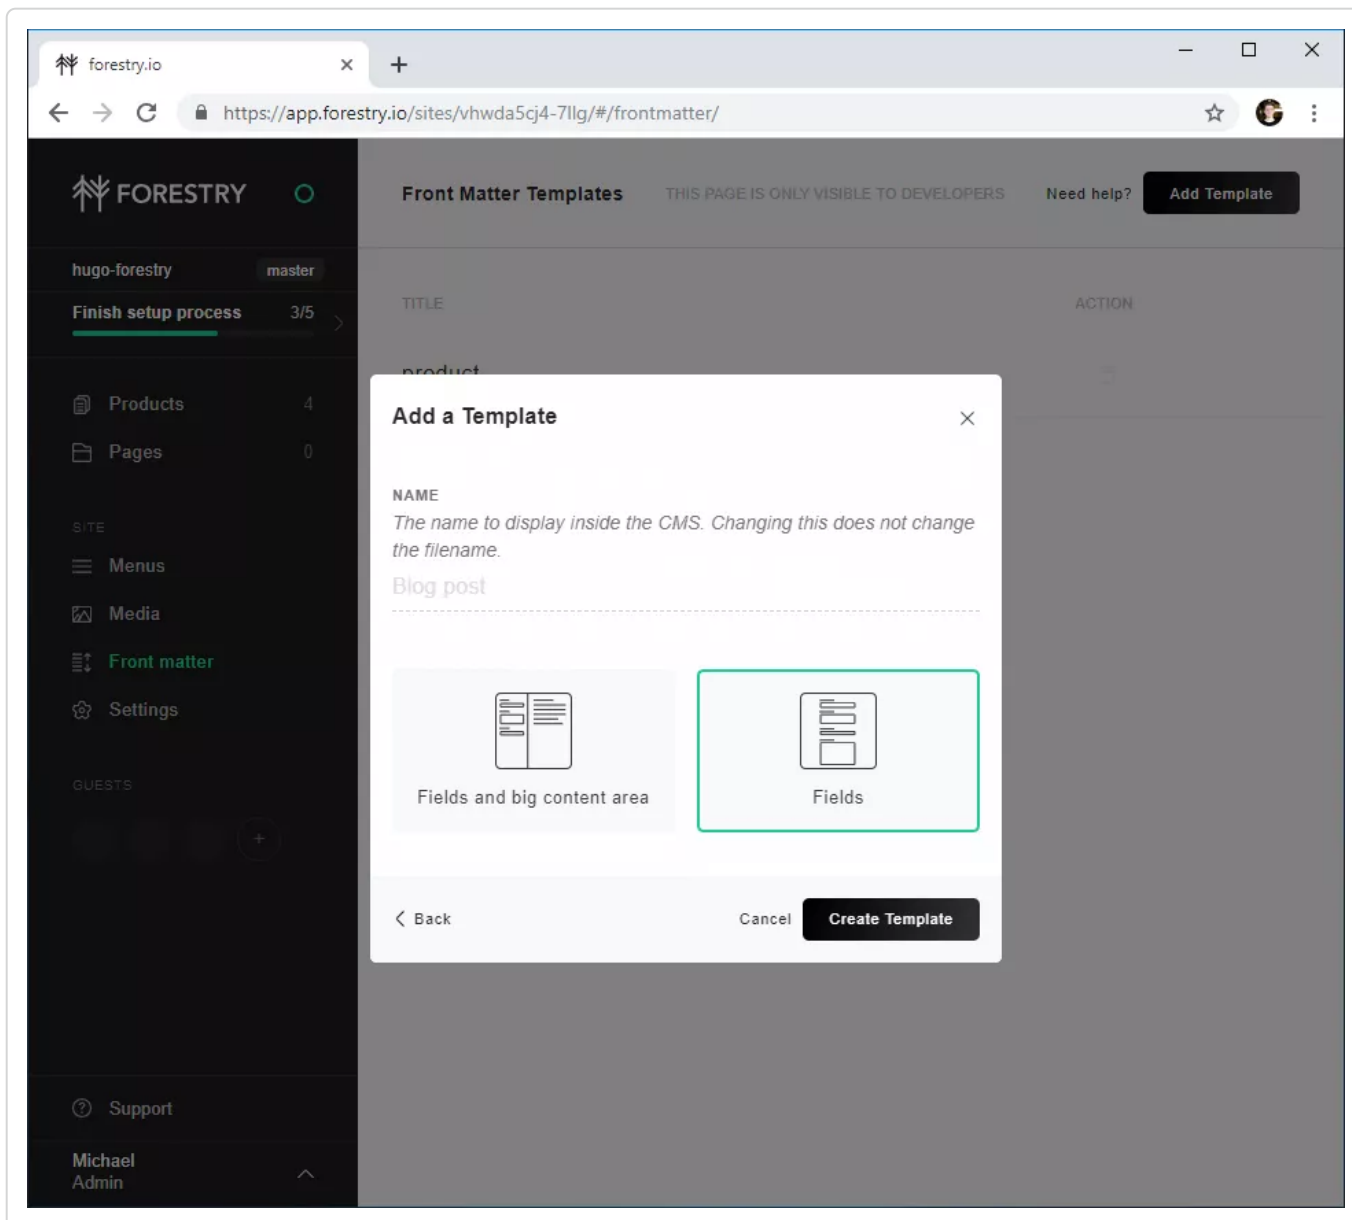 forestry.io
https://app.forestry.io/sites/vhwda5cj4-7llg/#/frontmatter/
FORESTRY
Front Matter Templates
THIS PAGE IS ONLY VISIBLE TO DEVELOPERS
Need help?
Add Template
hugo-forestry
master
Finish setup process
3/5
TITLE
ACTION
product
Products
4
Pages
0
SITE
Menus
Media
Front matter
Settings
GUESTS
+
Add a Template
NAME
The name to display inside the CMS. Changing this does not change
the filename.
Blog post
Fields and big content area
Fields
Back
Cancel
Create Template
Support
Michael
Admin